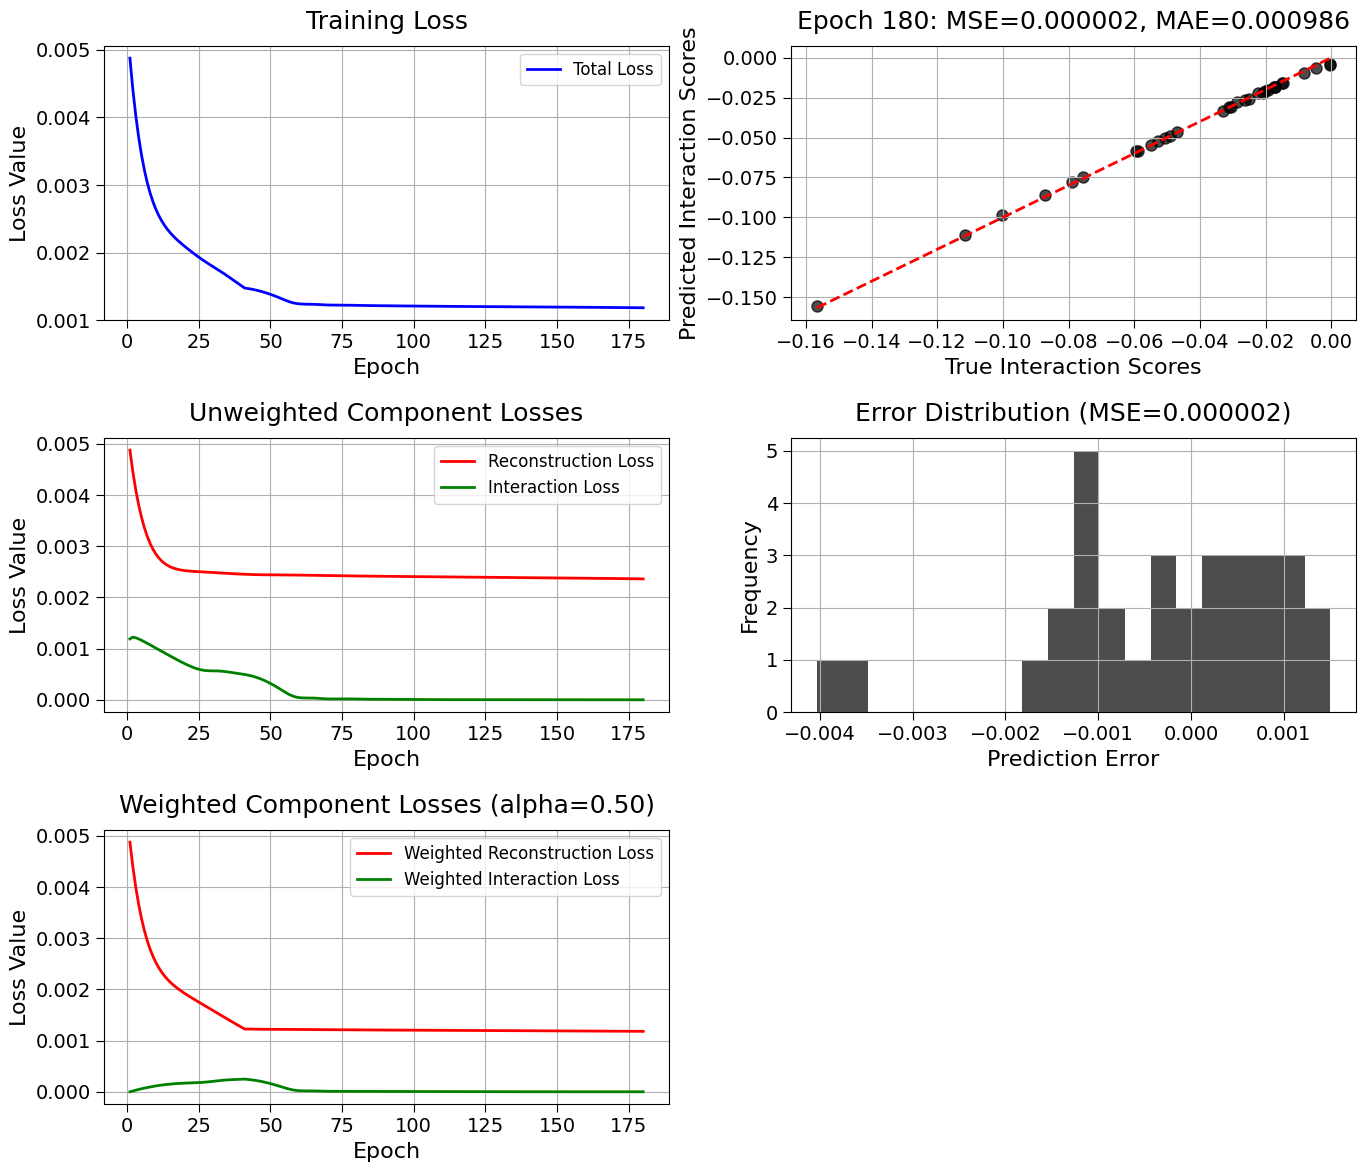 Training Loss
Total Loss
0.005
0.004
0.003
0.002
0.001
Loss Value
0 25 50 75 100 125 150 175
Epoch
Epoch 180: MSE=0.000002, MAE=0.000986
0.000
−0.025
−0.050
−0.075
−0.100
−0.125
−0.150
Predicted Interaction Scores
−0.16 −0.14 −0.12 −0.10 −0.08 −0.06 −0.04 −0.02 0.00
True Interaction Scores
Unweighted Component Losses
Reconstruction Loss
Interaction Loss
0.005
0.004
0.003
0.002
0.001
0.000
Loss Value
0 25 50 75 100 125 150 175
Epoch
Error Distribution (MSE=0.000002)
5
4
3
2
1
0
Frequency
−0.004 −0.003 −0.002 −0.001 0.000 0.001
Prediction Error
Weighted Component Losses (alpha=0.50)
Weighted Reconstruction Loss
Weighted Interaction Loss
0.005
0.004
0.003
0.002
0.001
0.000
Loss Value
0 25 50 75 100 125 150 175
Epoch